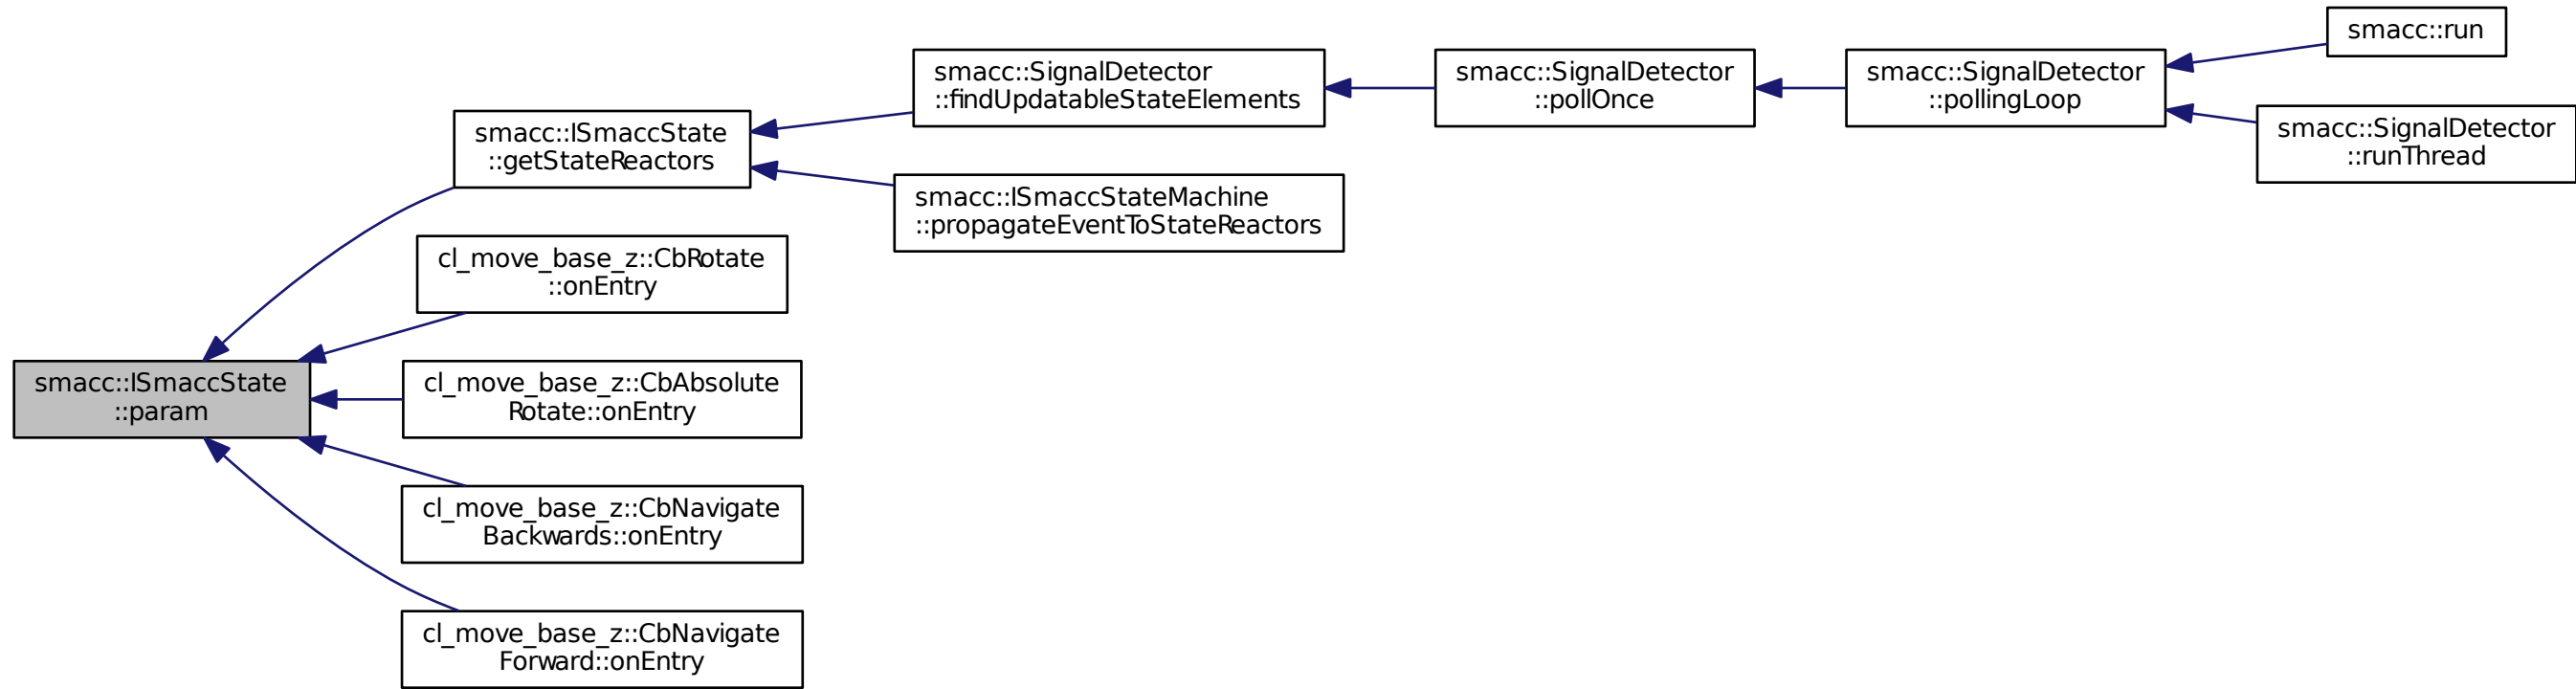 smacc::run
smacc::SignalDetector
::findUpdatableStateElements
smacc::SignalDetector
::pollOnce
smacc::SignalDetector
::pollingLoop
smacc::SignalDetector
::runThread
smacc::ISmaccState
::getStateReactors
smacc::ISmaccStateMachine
::propagateEventToStateReactors
cl_move_base_z::CbRotate
::onEntry
smacc::ISmaccState
::param
cl_move_base_z::CbAbsolute
Rotate::onEntry
cl_move_base_z::CbNavigate
Backwards::onEntry
cl_move_base_z::CbNavigate
Forward::onEntry